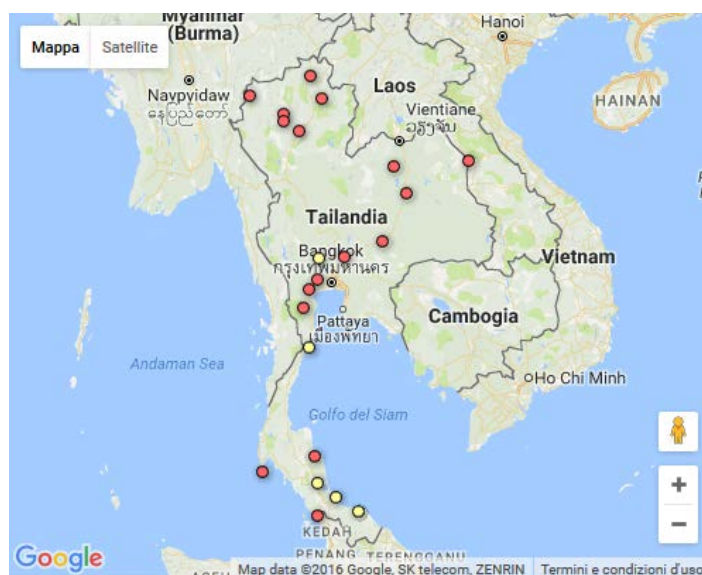 Myanmar
(Burma)
Hanoi
Mappa
Satellite
Laos
Navpyidaw
နေပြည်တော်
Vientiane
ວຽງຈັນ
HAINAN
Tailandia
Bangkok
กรุงเทพมหานคร
Vietnam
Pattaya
เมืองพัทยา
Cambogia
Andaman Sea
Ho Chi Minh
Golfo del Siam
KEDAH
PENANG
TERENGGANU
ACEH
Google
Map data ©2016 Google, SK telecom, ZENRIN
Termini e condizioni d'uso